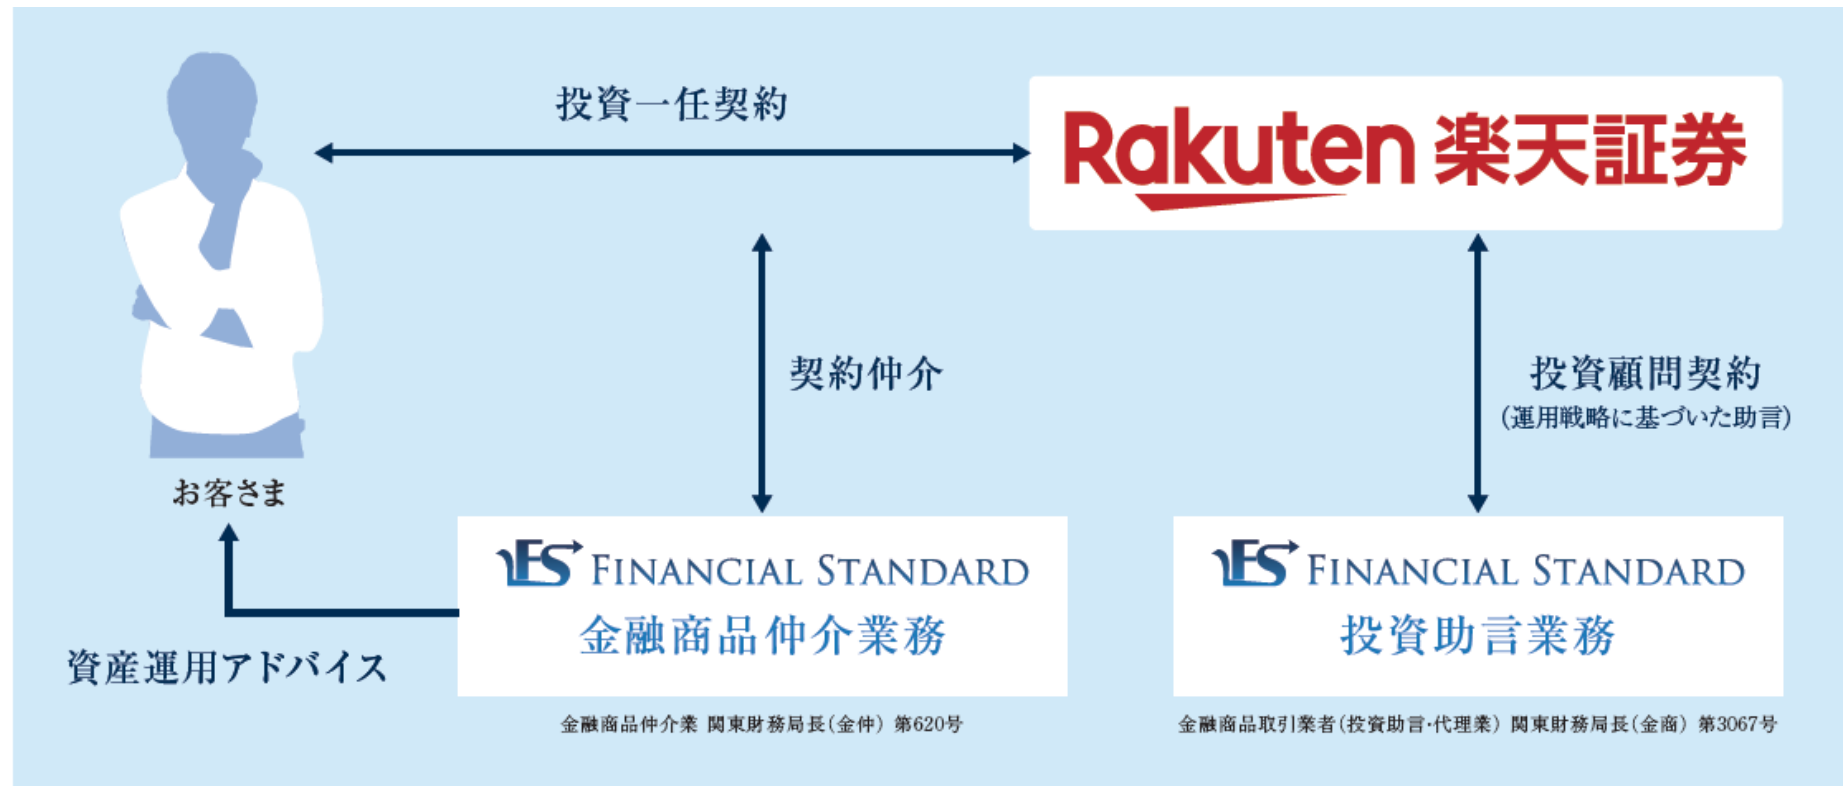 投資一任契約
Rakuten 楽天証券
契約仲介
投資顧問契約
(運用戦略に基づいた助言)
お客さま
資産運用アドバイス
FS FINANCIAL STANDARD
金融商品仲介業務
金融商品仲介業 関東財務局長(金仲) 第620号
FS FINANCIAL STANDARD
投資助言業務
金融商品取引業者(投資助言・代理業) 関東財務局長(金商) 第3067号